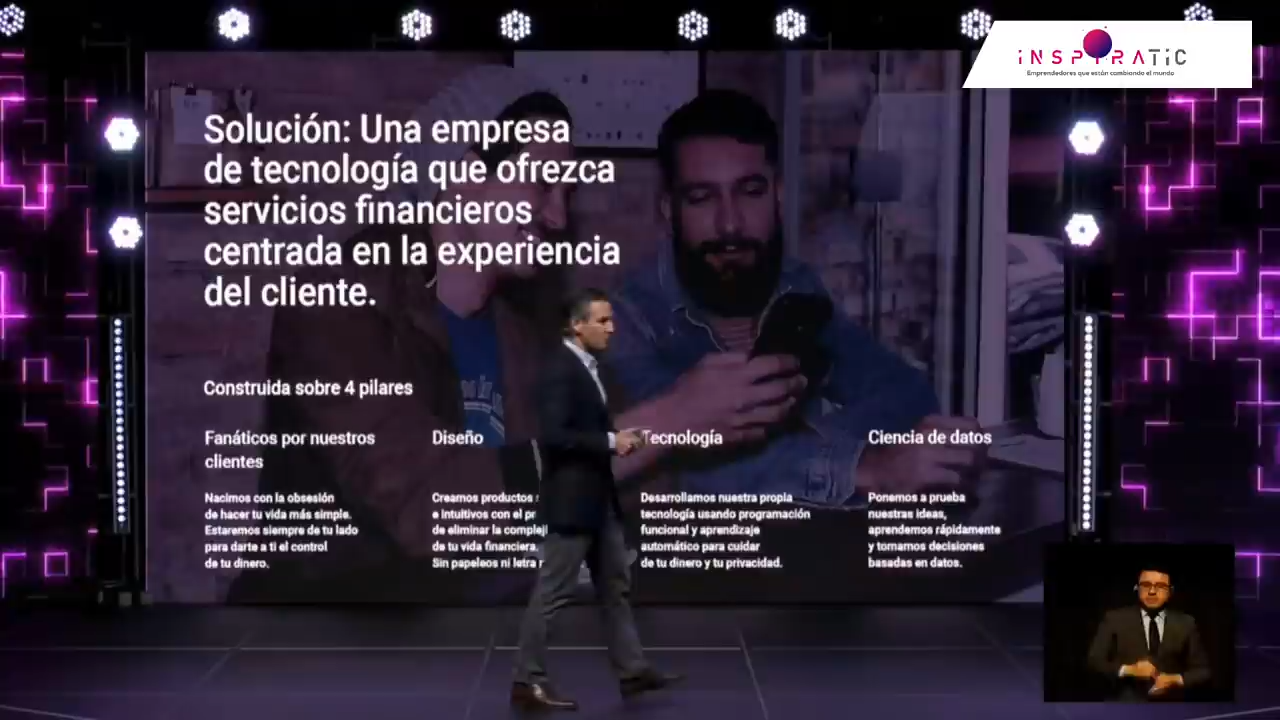 INSPIRATIC
Emprendedores que están cambiando el mundo
Solución: Una empresa
de tecnología que ofrezca
servicios financieros
centrada en la experiencia
del cliente.
Construida sobre 4 pilares
Fanáticos por nuestros
clientes
Nacimos con la obsesión
de hacer tu vida más simple.
Estaremos siempre de tu lado
para darte a ti el control
de tu dinero.
Diseño
Creamos productos
e intuitivos con el
de eliminar la
de tu vida financiera.
Sin papeleos ni letra
Tecnología
Desarrollamos nuestra propia
tecnología usando programación
funcional y aprendizaje
automático para cuidar
de tu dinero y tu privacidad.
Ciencia de datos
Ponemos a prueba
nuestras ideas,
aprendemos rápidamente
y tomamos decisiones
basadas en datos.